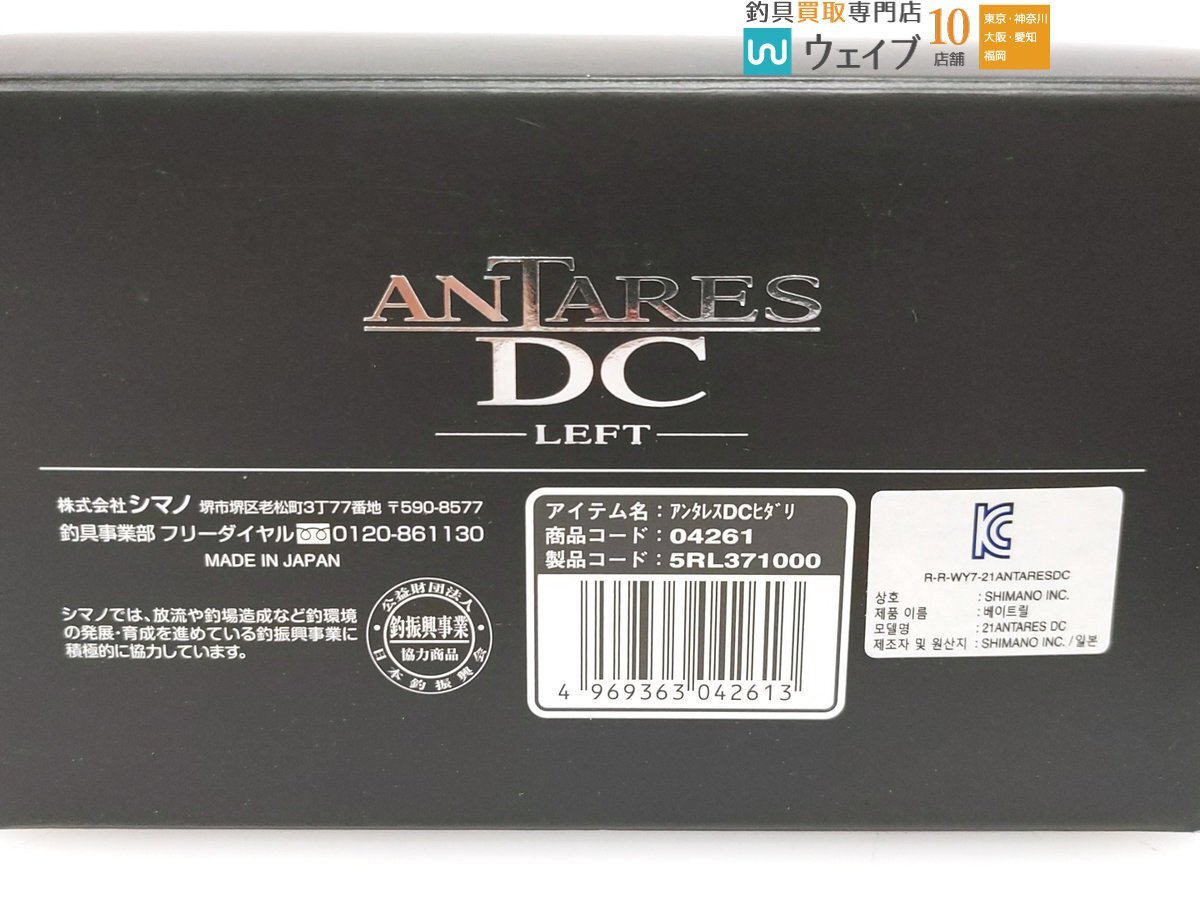 釣具買取専門店
ウェイブ
10
店舗
東京・神奈川
大阪・愛知
福岡
ANTARES
DC
LEFT
株式会社シマノ 堺市堺区老松町3丁77番地 〒590-8577
釣具事業部 フリーダイヤル 0120-861130
MADE IN JAPAN
シマノでは、放流や釣場造成など釣環境
の発展・育成を進めている釣振興事業に
積極的に協力しています。
公益財団法人
釣振興事業
協力商品
日本釣振興会
アイテム名：ｱﾝﾀﾚｽDCﾋﾀﾞﾘ
商品コード：04261
製品コード：5RL371000
4 969363 042613
R-R-WY7-21ANTARESDC
상호 : SHIMANO INC.
제품 이름 : 베이트릴
모델명 : 21ANTARES DC
제조자 및 원산지 : SHIMANO INC. / 일본